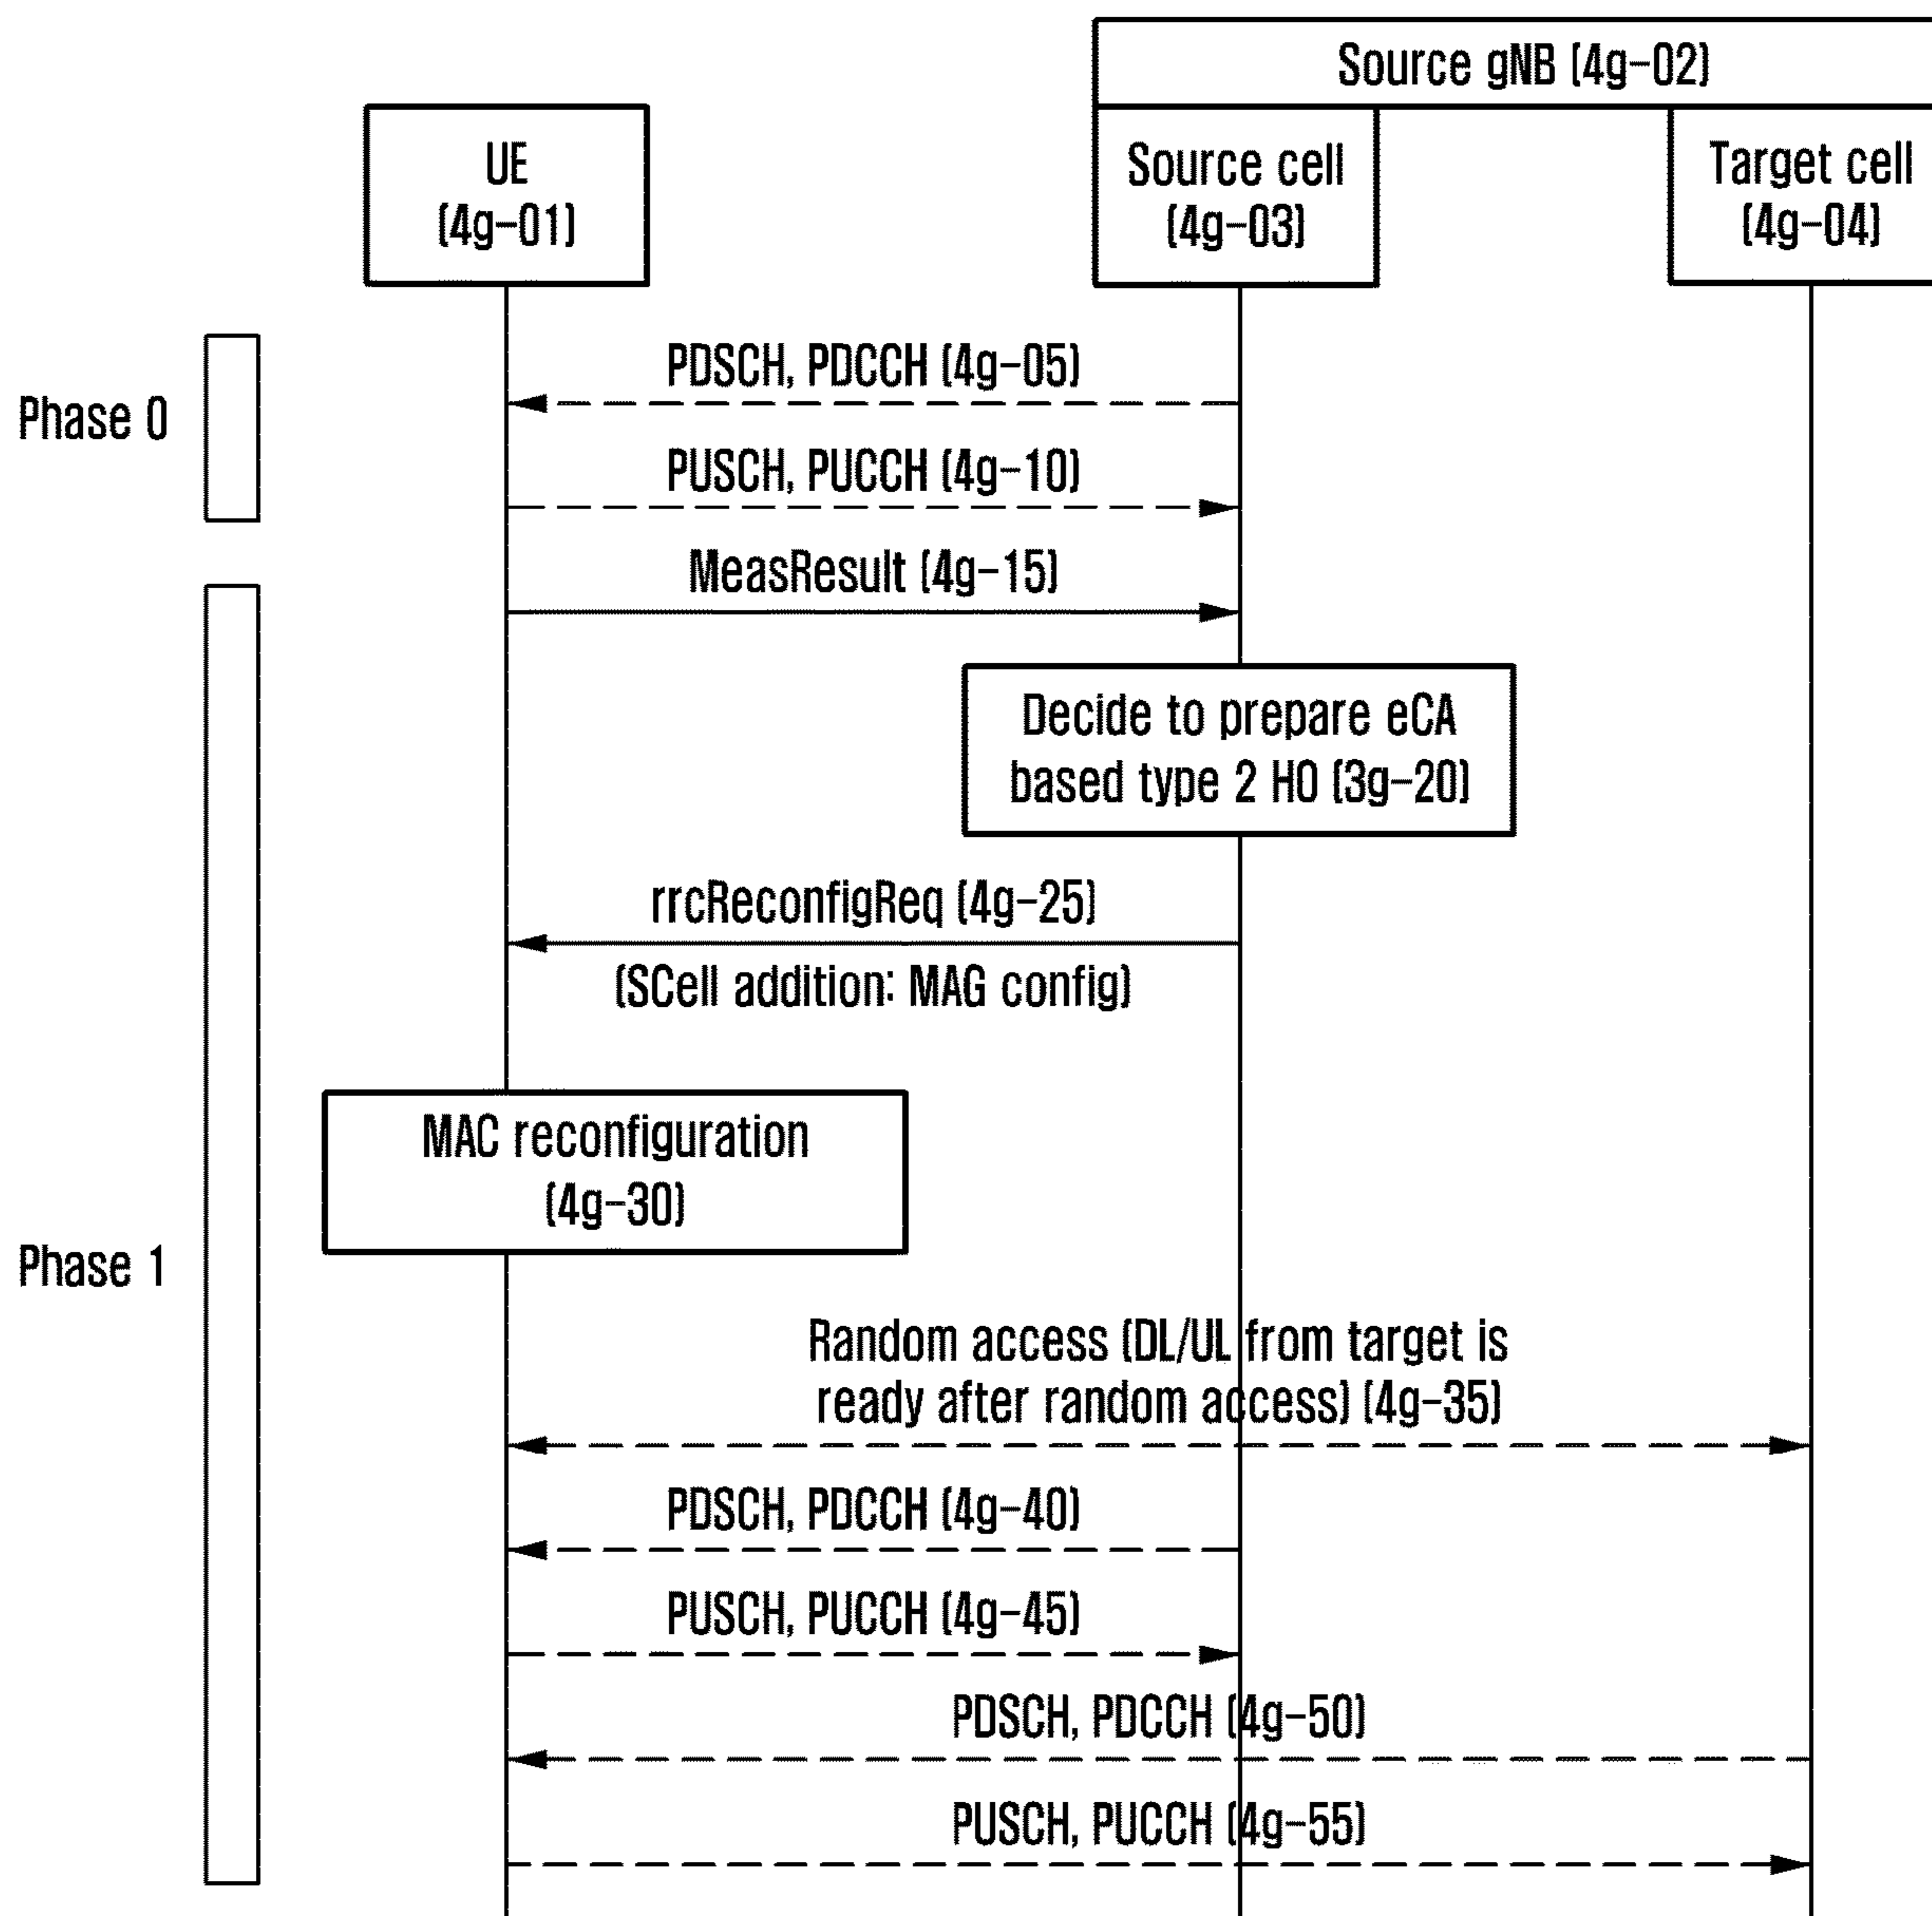 Source gNB (4g-02)
UE
(4g-01)
Source cell
(4g-03)
Target cell
(4g-04)
Phase 0
PDSCH, PDCCH (4g-05)
PUSCH, PUCCH (4g-10)
MeasResult (4g-15)
Decide to prepare eCA
based type 2 HO (3g-20)
rrcReconfigReq (4g-25)
(SCell addition: MAG config)
MAC reconfiguration
(4g-30)
Phase 1
Random access (DL/UL from target is
ready after random access) (4g-35)
PDSCH, PDCCH (4g-40)
PUSCH, PUCCH (4g-45)
PDSCH, PDCCH (4g-50)
PUSCH, PUCCH (4g-55)